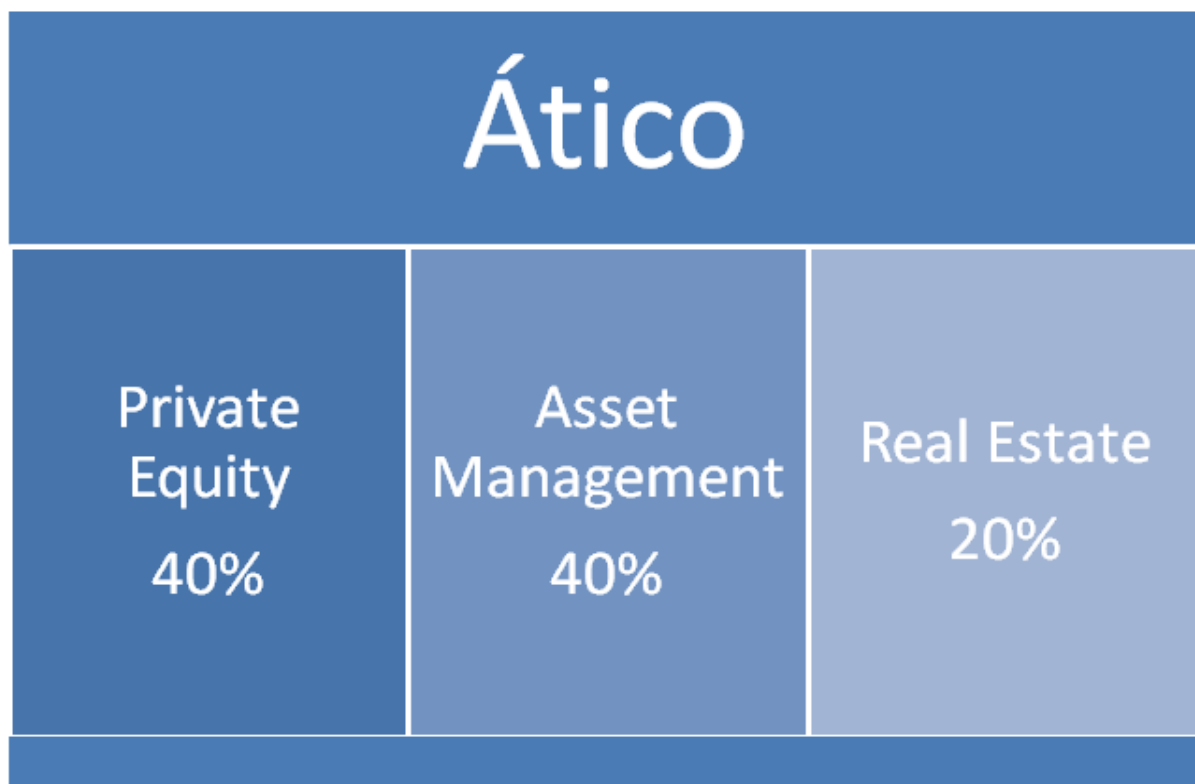 Ático
Private
Equity
40%
Asset
Management
40%
Real Estate
20%